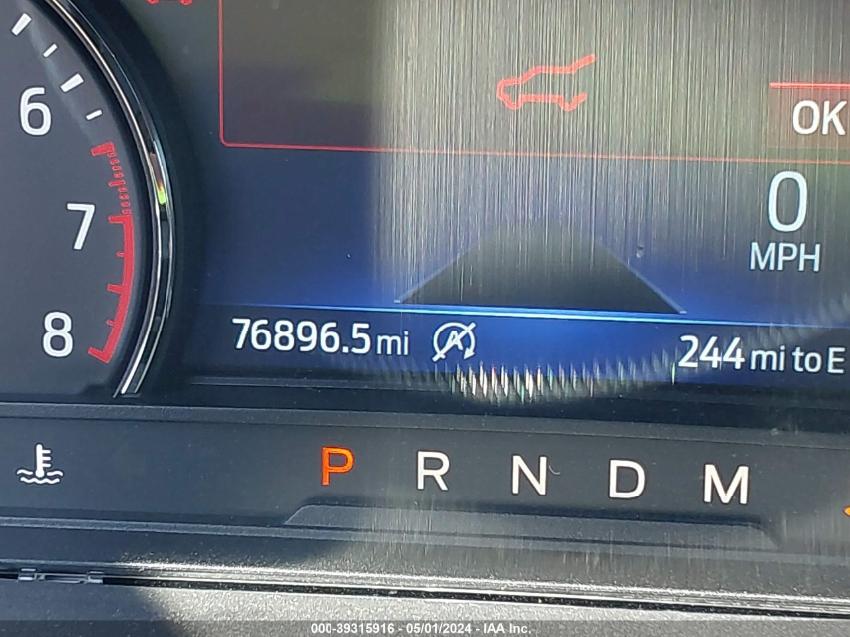 6
7
8
OK
0
MPH
76896.5 mi
244 mi to E
P R N D M
000-39315916 - 05/01/2024 - IAA Inc.